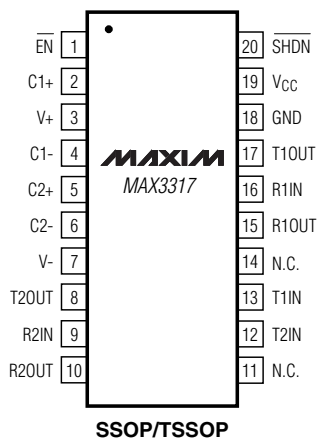 EN 1 20 SHDN
C1+ 2 19 VCC
V+ 3 18 GND
C1- 4 MAXIM 17 T1OUT
C2+ 5 MAX3317 16 R1IN
C2- 6 15 R1OUT
V- 7 14 N.C.
T2OUT 8 13 T1IN
R2IN 9 12 T2IN
R2OUT 10 11 N.C.
SSOP/TSSOP